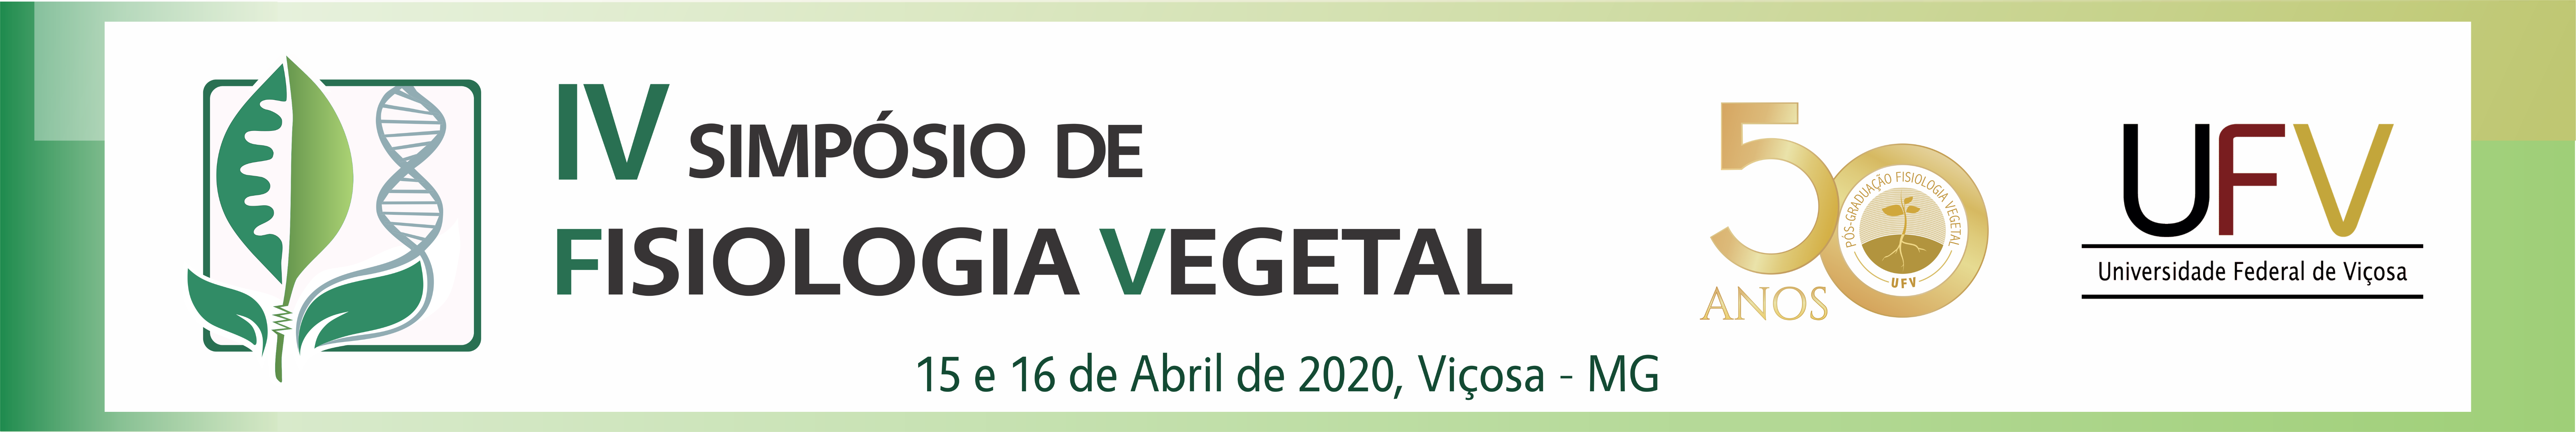 IV SIMPÓSIO DE
FISIOLOGIA VEGETAL
15 e 16 de Abril de 2020, Viçosa - MG
50
ANOS
PÓS-GRADUAÇÃO FISIOLOGIA VEGETAL
UFV
UFV
Universidade Federal de Viçosa